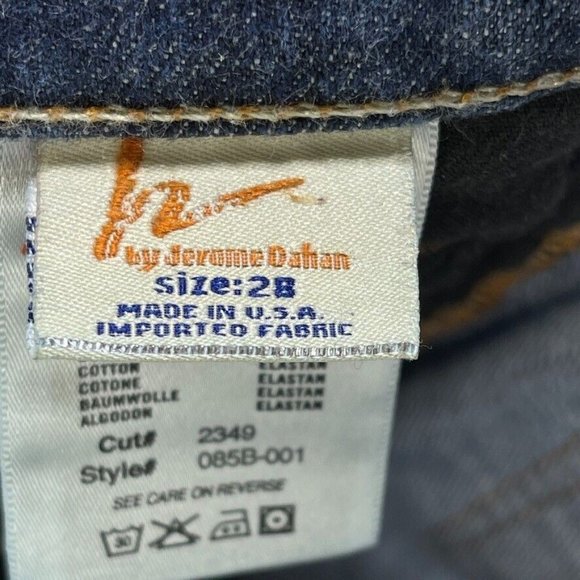 by Jerome Dahan
size:28
MADE IN U.S.A.
IMPORTED FABRIC
COTTON ELASTAN
COTONE ELASTAN
BAUMWOLLE ELASTAN
ALGODON ELASTAN
Cut# 2349
Style# 085B-001
SEE CARE ON REVERSE
30